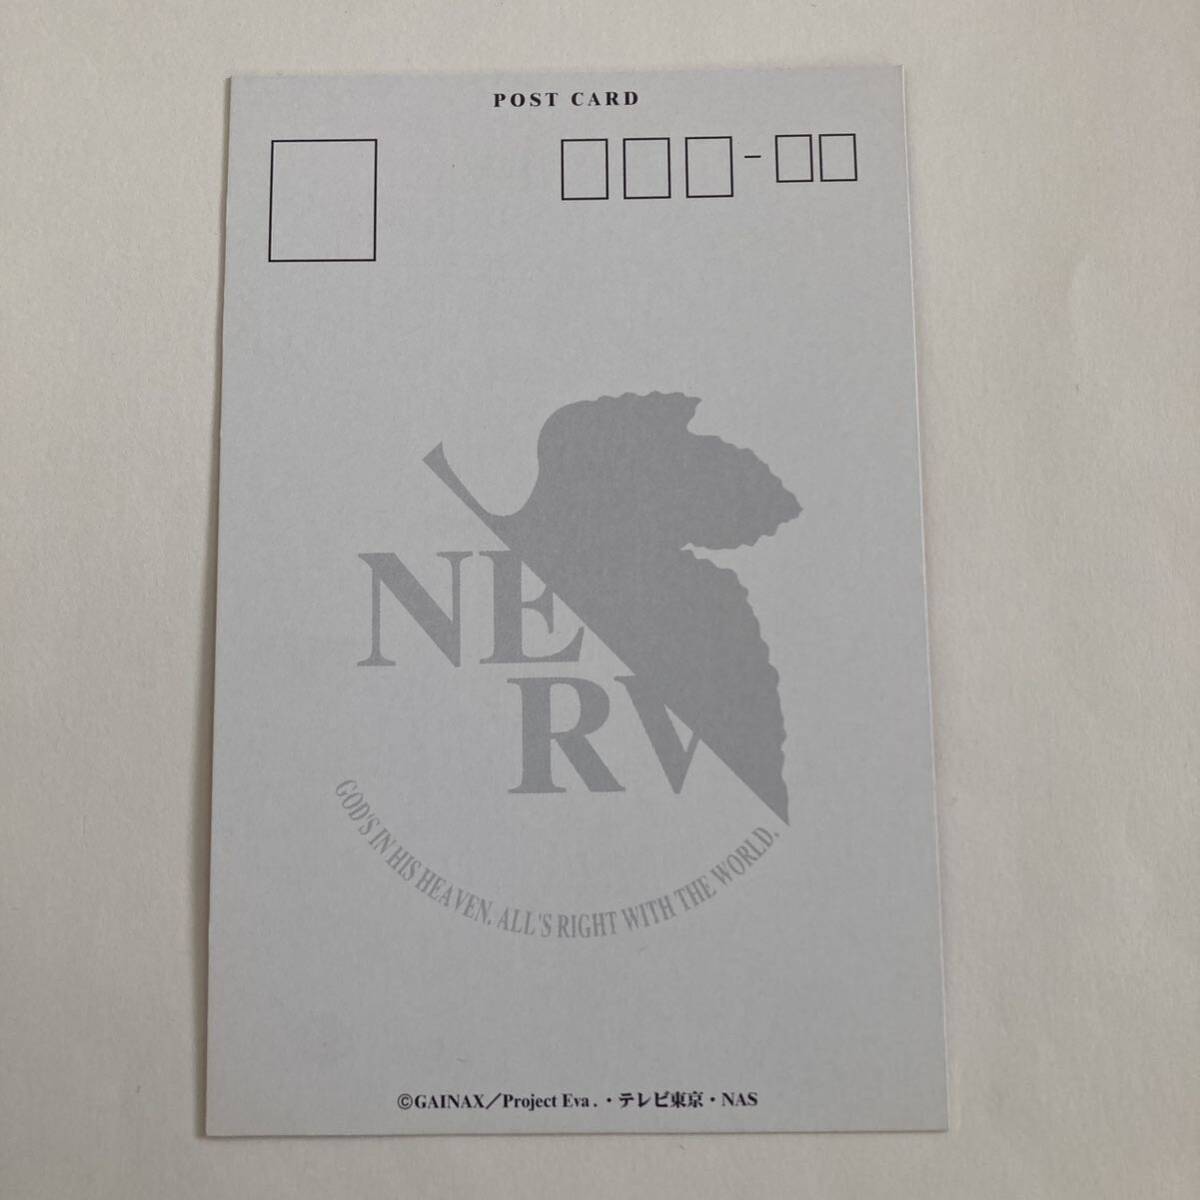 POST CARD
NE
RV
GOD'S IN HIS HEAVEN. ALL'S RIGHT WITH THE WORLD.
©GAINAX／Project Eva.・テレビ東京・NAS